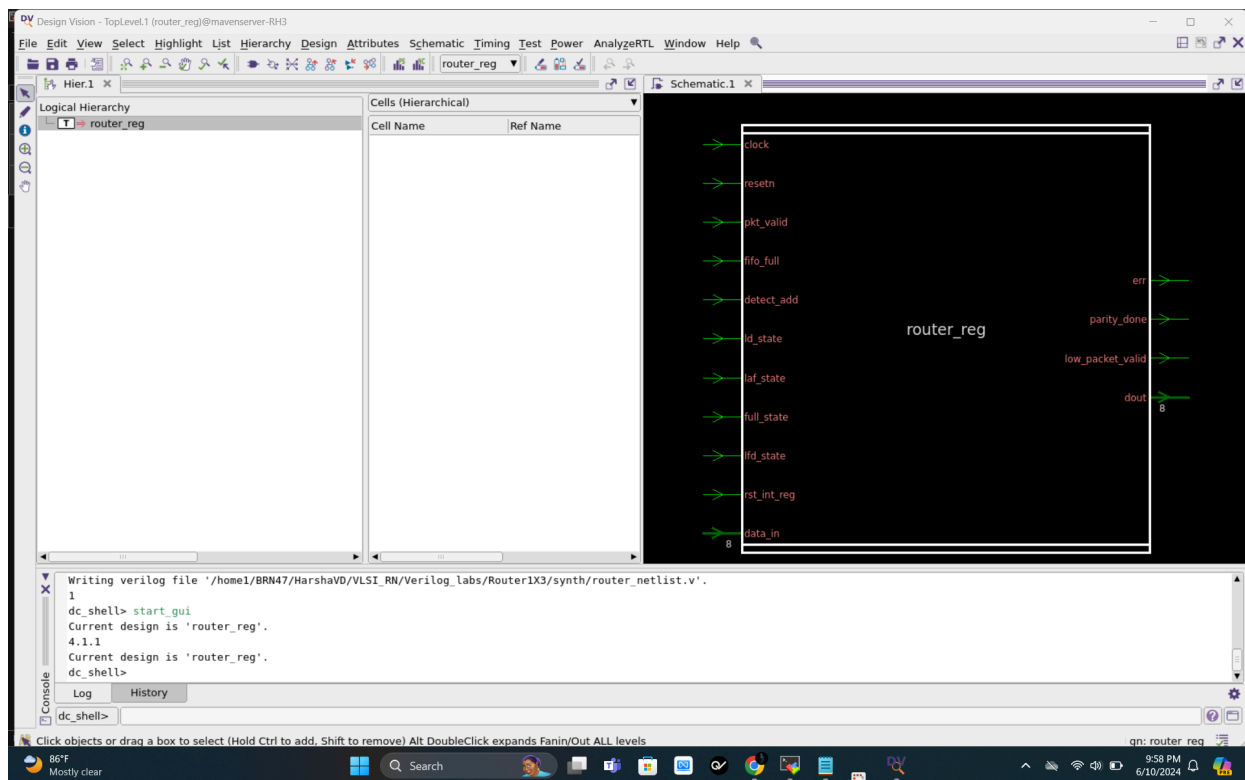 DV Design Vision - TopLevel.1 (router_reg)@mavenserver-RH3
File Edit View Select Highlight List Hierarchy Design Attributes Schematic Timing Test Power AnalyzeRTL Window Help
router_reg
Hier.1
Schematic.1
Logical Hierarchy
T router_reg
Cells (Hierarchical)
Cell Name Ref Name
clock
resetn
pkt_valid
fifo_full
detect_add
ld_state
laf_state
full_state
lfd_state
rst_int_reg
data_in
8
router_reg
err
parity_done
low_packet_valid
dout
8
Writing verilog file '/home1/BRN47/HarshaVD/VLSI_RN/Verilog_labs/Router1X3/synth/router_netlist.v'.
1
dc_shell> start_gui
Current design is 'router_reg'.
4.1.1
Current design is 'router_reg'.
dc_shell>
Console
Log History
dc_shell>
Click objects or drag a box to select (Hold Ctrl to add, Shift to remove) Alt DoubleClick expands Fanin/Out ALL levels
gn: router_reg
86°F
Mostly clear
Search
9:58 PM
6/10/2024